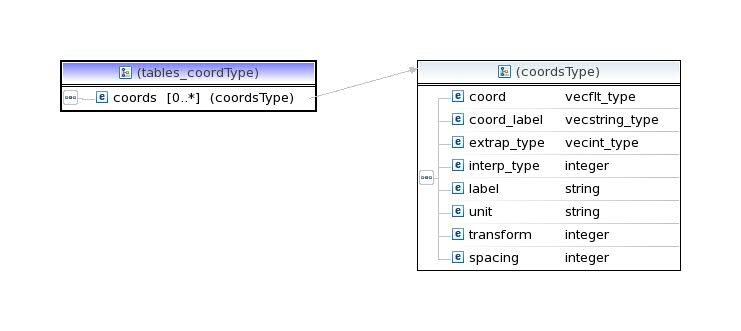 (tables_coordType)
e coords [0..*] (coordsType)
(coordsType)
e coord vecflt_type
e coord_label vecstring_type
e extrap_type vecint_type
e interp_type integer
e label string
e unit string
e transform integer
e spacing integer